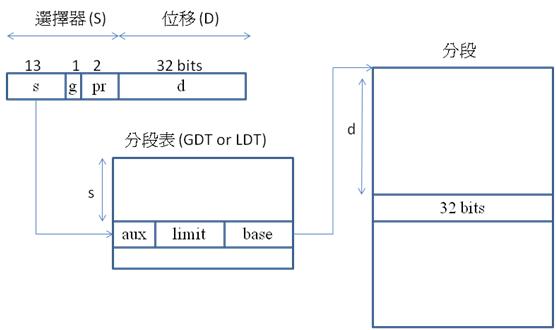 選擇器 (S)
位移 (D)
13 1 2 32 bits
s g pr d
分段表 (GDT or LDT)
s
aux limit base
分段
d
32 bits